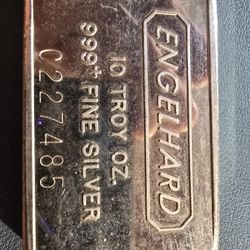 ENGELHARD
10 TROY OZ.
999+ FINE SILVER
C227485